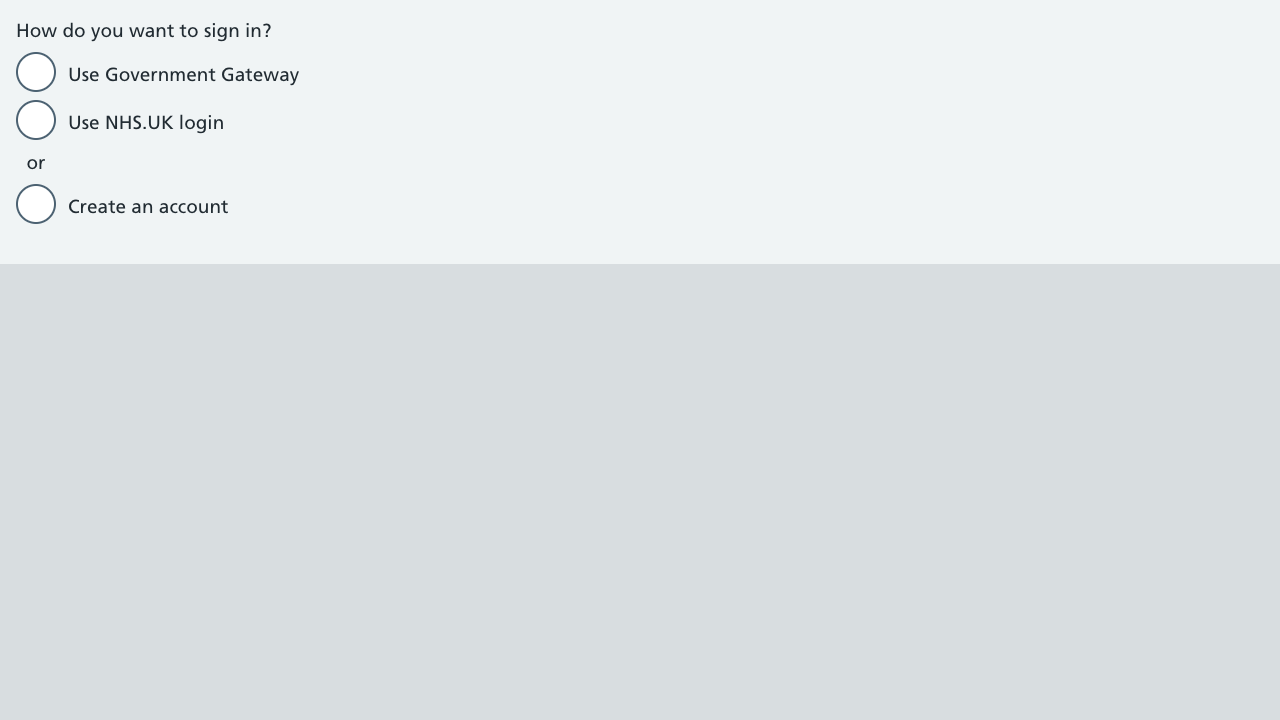 How do you want to sign in?
Use Government Gateway
Use NHS.UK login
or
Create an account